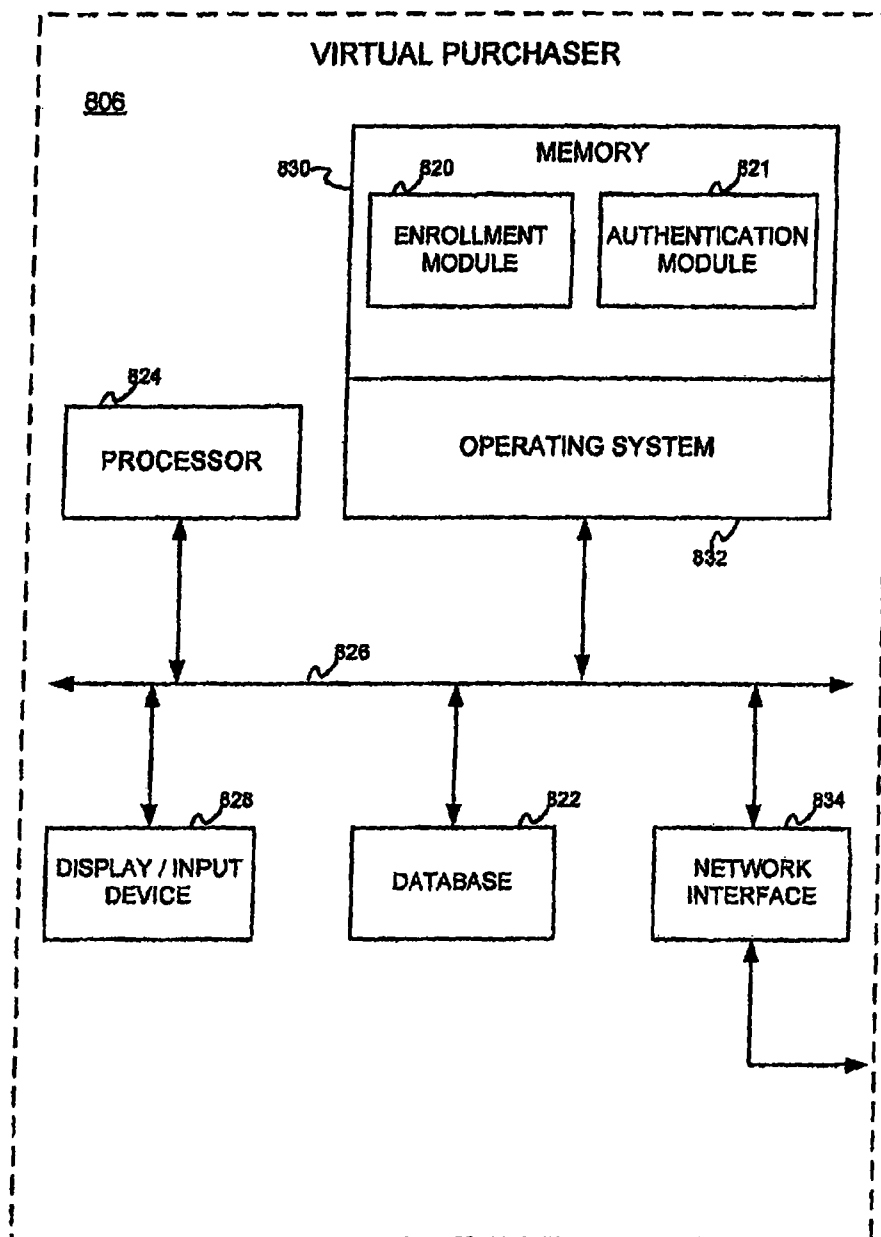 VIRTUAL PURCHASER
806
MEMORY
830
820
821
ENROLLMENT
MODULE
AUTHENTICATION
MODULE
824
PROCESSOR
OPERATING SYSTEM
832
826
828
822
834
DISPLAY / INPUT
DEVICE
DATABASE
NETWORK
INTERFACE